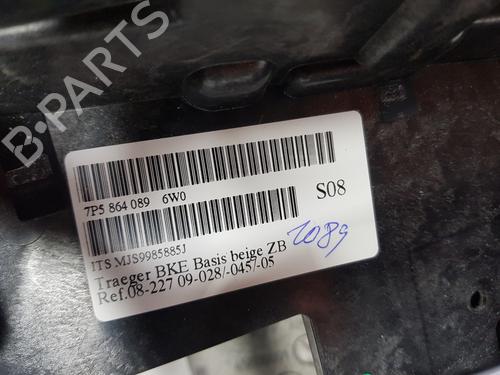 B-PARTS
7P5 864 089 6W0
S08
ITS MJS9985885J
Traeger BKE Basis beige ZB
Ref.08-227 09-028/-0457-05
2089